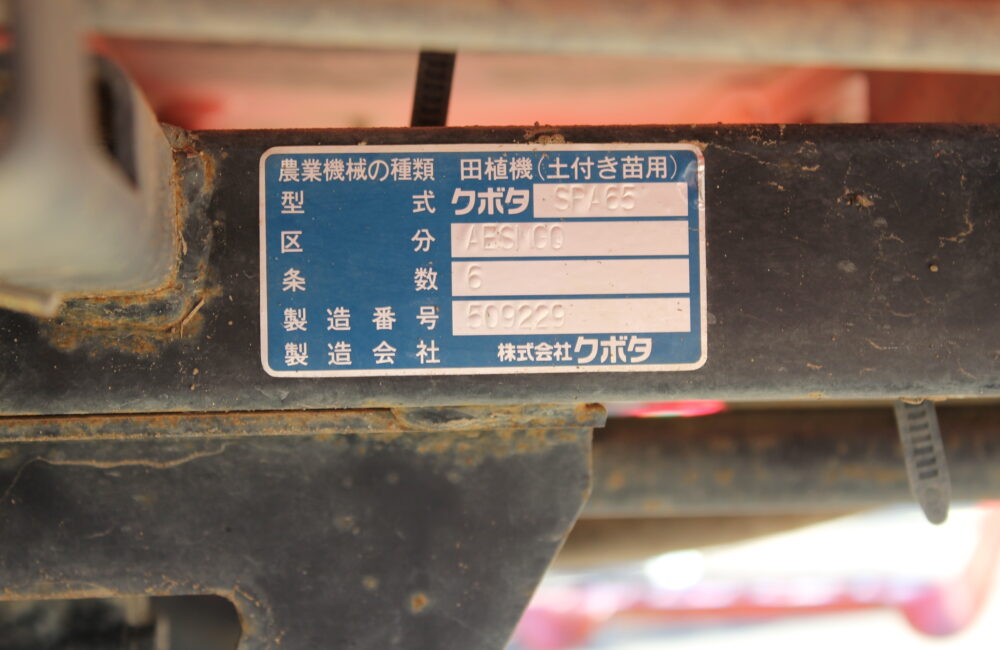 農業機械の種類 田植機(土付き苗用)
型式 クボタ SPA65
区分
条数 6
製造番号 509229
製造会社 株式会社クボタ